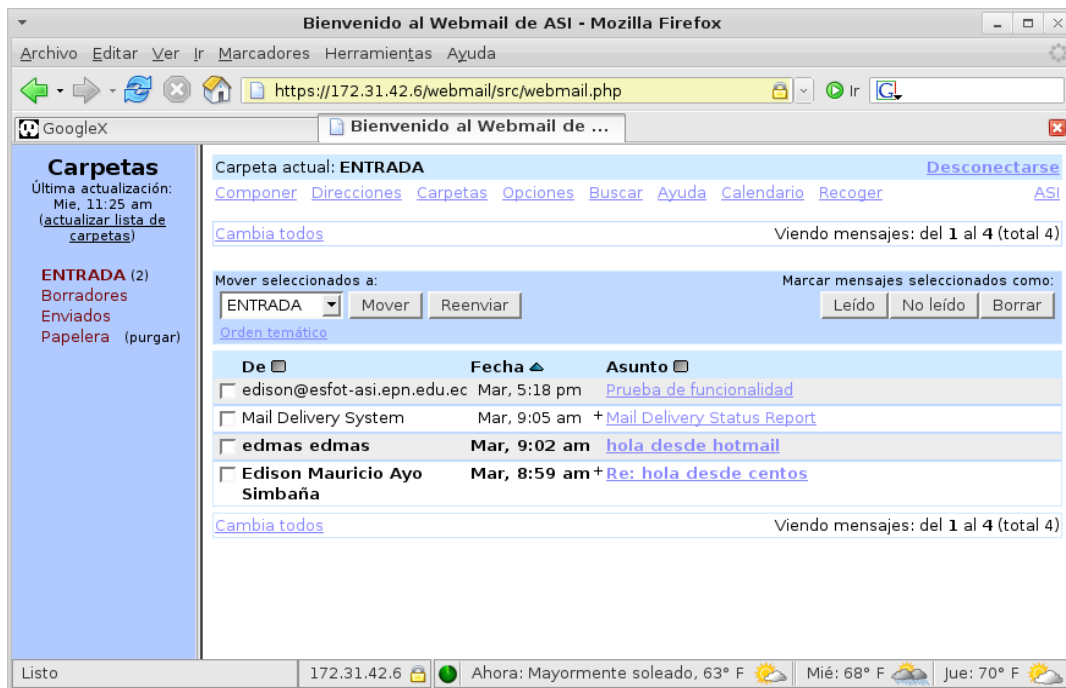 Bienvenido al Webmail de ASI - Mozilla Firefox
Archivo Editar Ver Ir Marcadores Herramientas Ayuda
https://172.31.42.6/webmail/src/webmail.php Ir G
GoogleX Bienvenido al Webmail de ...
Carpetas
Última actualización:
Mie, 11:25 am
(actualizar lista de
carpetas)
ENTRADA (2)
Borradores
Enviados
Papelera (purgar)
Carpeta actual: ENTRADA Desconectarse
Componer Direcciones Carpetas Opciones Buscar Ayuda Calendario Recoger ASI
Cambia todos Viendo mensajes: del 1 al 4 (total 4)
Mover seleccionados a: Marcar mensajes seleccionados como:
ENTRADA Mover Reenviar Leído No leído Borrar
Orden temático
De Fecha Asunto
edison@esfot-asi.epn.edu.ec Mar, 5:18 pm Prueba de funcionalidad
Mail Delivery System Mar, 9:05 am + Mail Delivery Status Report
edmas edmas Mar, 9:02 am hola desde hotmail
Edison Mauricio Ayo Mar, 8:59 am + Re: hola desde centos
Simbaña
Cambia todos Viendo mensajes: del 1 al 4 (total 4)
Listo 172.31.42.6 Ahora: Mayormente soleado, 63° F Mié: 68° F Jue: 70° F